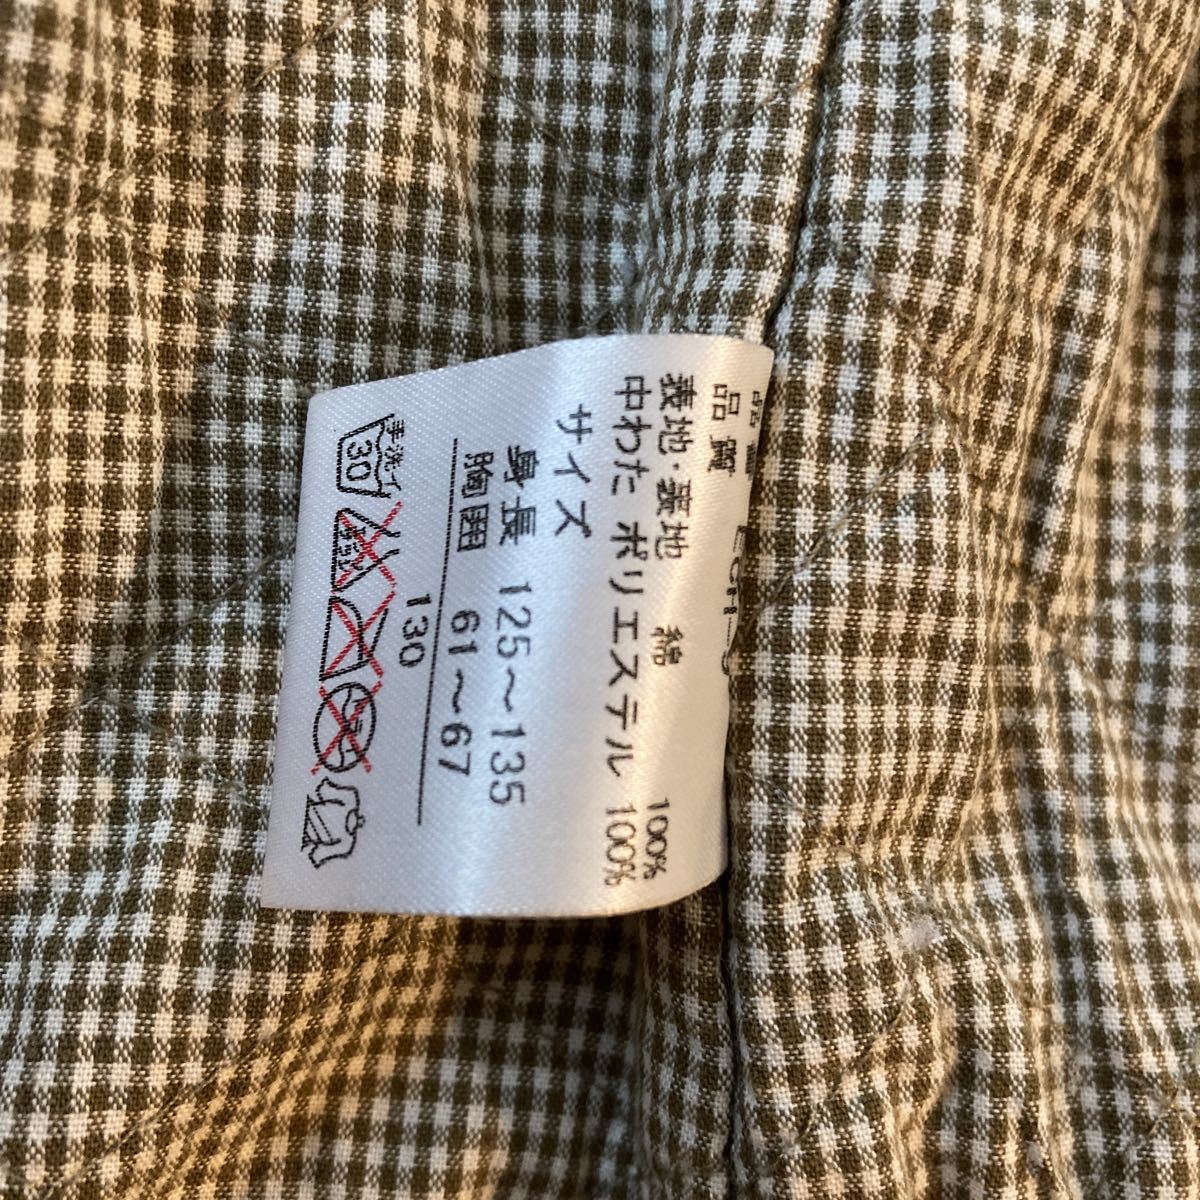 品質
表地・裏地 綿 100%
中わた ポリエステル 100%
サイズ
身長 125～135
胸囲 61～67
130
手洗イ
30